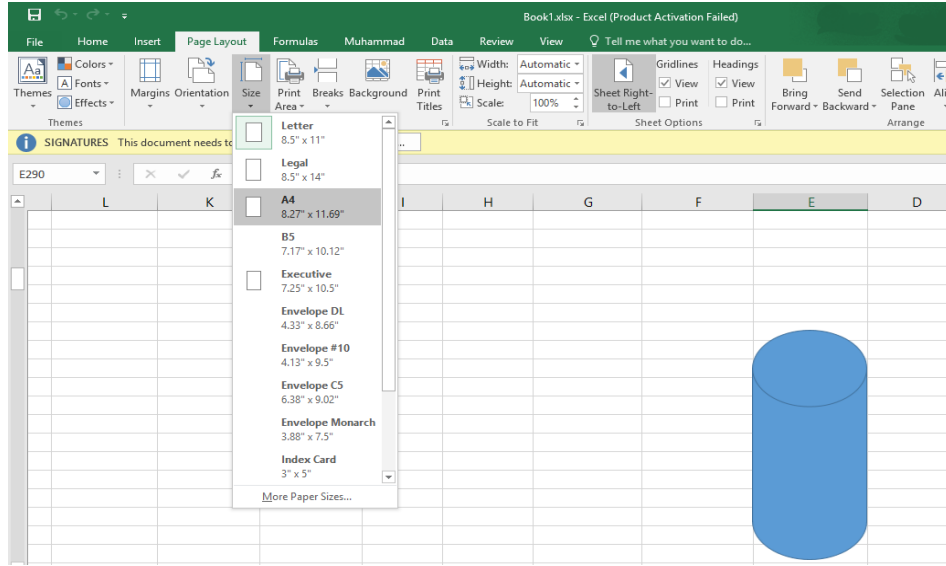 Book1.xlsx - Excel (Product Activation Failed)
File Home Insert Page Layout Formulas Muhammad Data Review View Tell me what you want to do...
Themes
Colors
Fonts
Effects
Themes
Margins
Orientation
Size
Print Area
Breaks
Background
Print Titles
Width: Automatic
Height: Automatic
Scale: 100%
Scale to Fit
Sheet Right-to-Left
Gridlines
View
Print
Headings
View
Print
Sheet Options
Bring Forward
Send Backward
Selection Pane
Arrange
SIGNATURES This document needs to
E290
fx
L K I H G F E D
Letter
8.5" x 11"
Legal
8.5" x 14"
A4
8.27" x 11.69"
B5
7.17" x 10.12"
Executive
7.25" x 10.5"
Envelope DL
4.33" x 8.66"
Envelope #10
4.13" x 9.5"
Envelope C5
6.38" x 9.02"
Envelope Monarch
3.88" x 7.5"
Index Card
3" x 5"
More Paper Sizes...